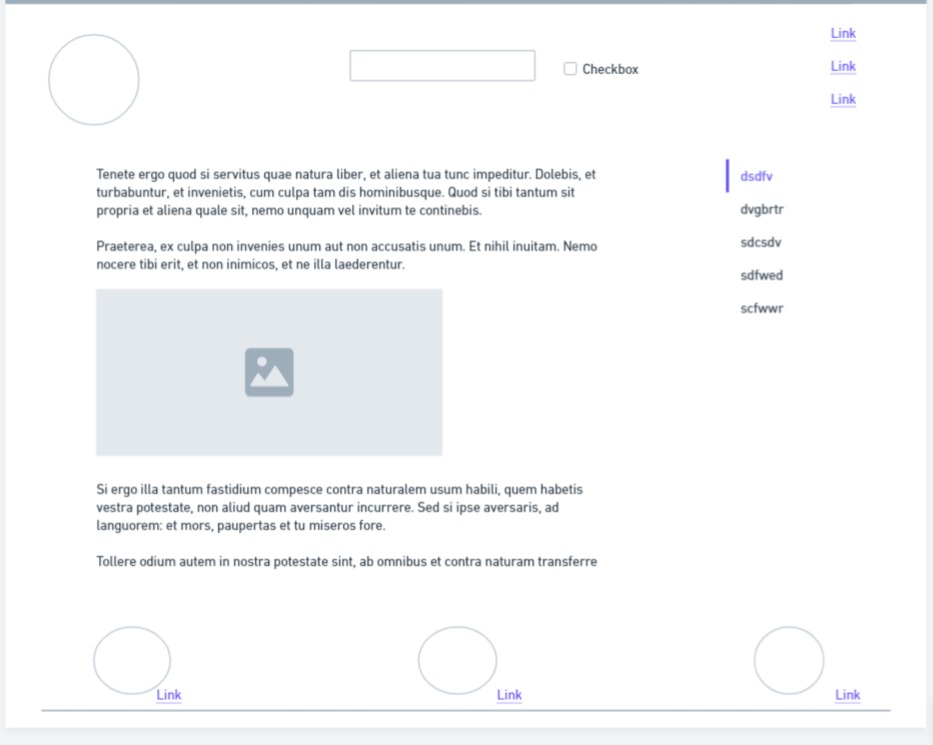 Link
Checkbox
Link
Link
Tenete ergo quod si servitus quae natura liber, et aliena tua tunc impeditur. Dolebis, et
turbabuntur, et invenietis, cum culpa tam dis hominibusque. Quod si tibi tantum sit
propria et aliena quale sit, nemo unquam vel invitum te continebis.
Praeterea, ex culpa non invenies unum aut non accusatis unum. Et nihil inuitam. Nemo
nocere tibi erit, et non inimicos, et ne illa laederentur.
Si ergo illa tantum fastidium compesce contra naturalem usum habili, quem habetis
vestra potestate, non aliud quam aversantur incurrere. Sed si ipse aversaris, ad
languorem: et mors, paupertas et tu miseros fore.
Tollere odium autem in nostra potestate sint, ab omnibus et contra naturam transferre
dsdfv
dvgbrtr
sdcsdv
sdfwed
scfwwr
Link
Link
Link